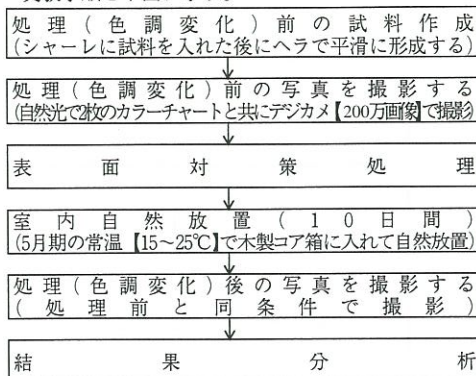 処理(色調変化)前の試料作成
(シャーレに試料を入れた後にヘラで平滑に形成する)
処理(色調変化)前の写真を撮影する
(自然光で2枚のカラーチャートと共にデジカメ【200万画像】で撮影)
表面対策処理
室内自然放置(10日間)
(5月期の常温【15~25℃】で木製コア箱に入れて自然放置)
処理(色調変化)後の写真を撮影する
(処理前と同条件で撮影)
結果分析